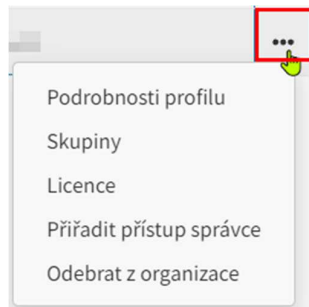 Podrobnosti profilu
Skupiny
Licence
Přiřadit přístup správce
Odebrat z organizace